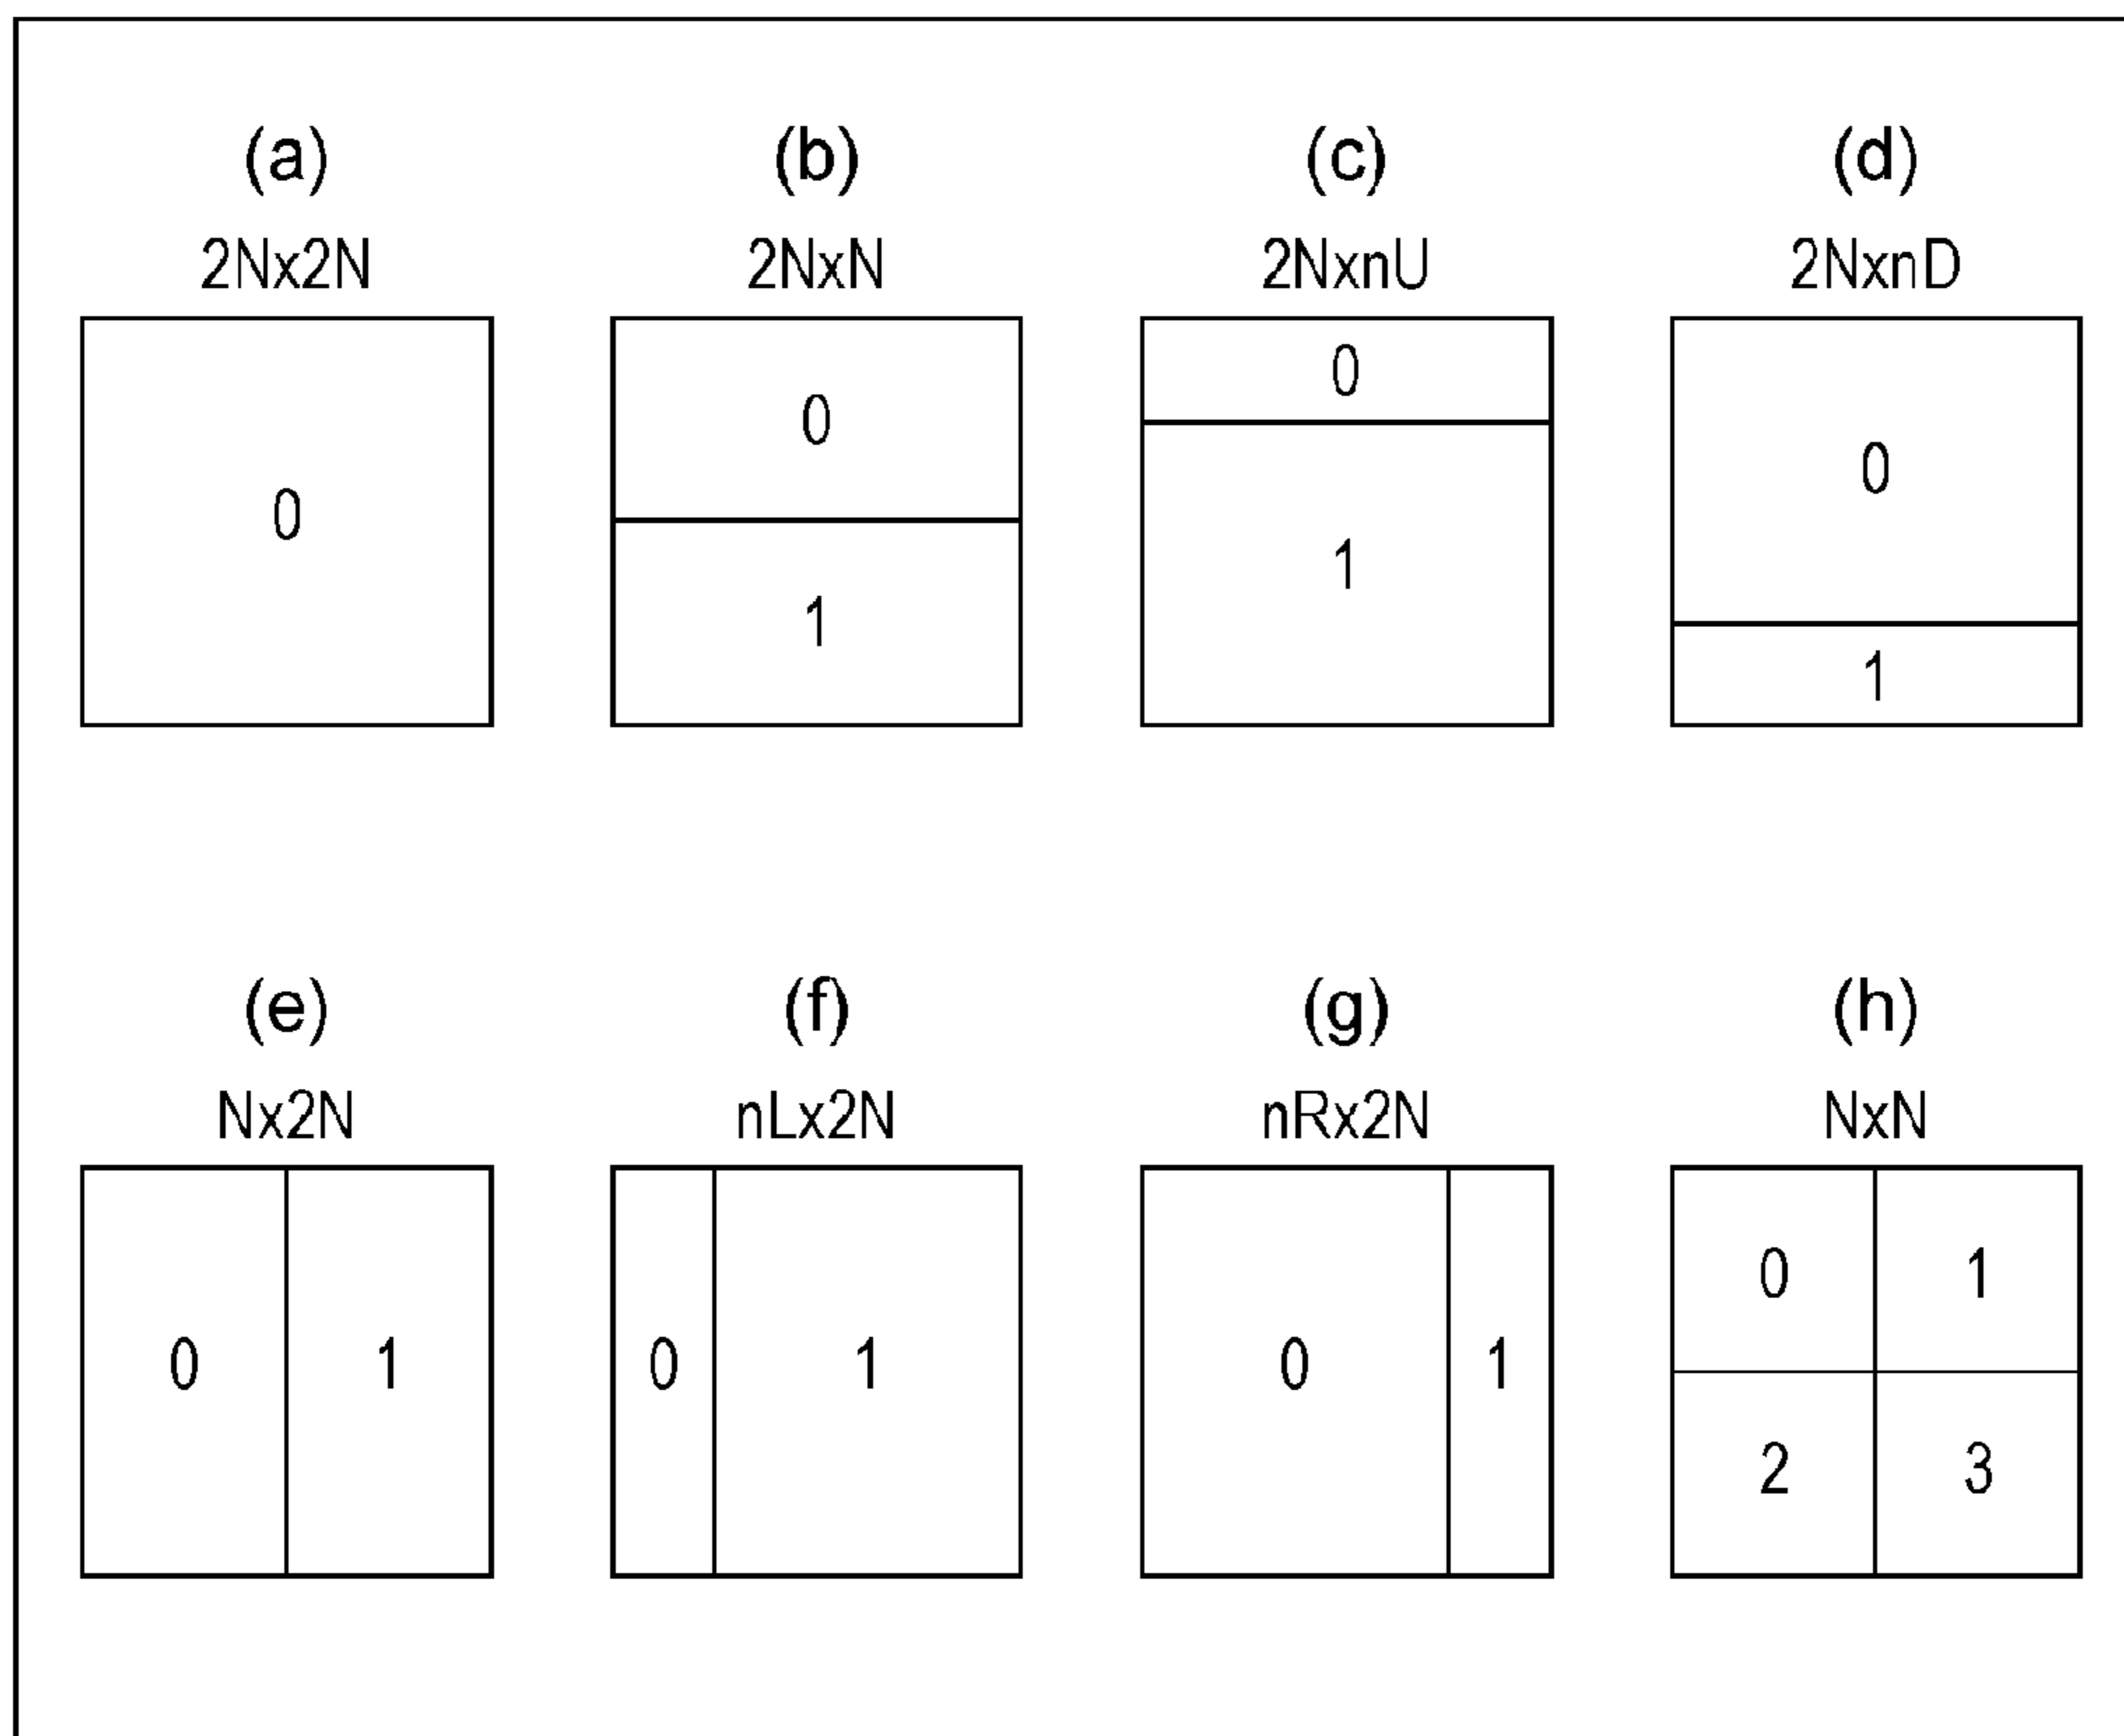 (a) (b) (c) (d)
2Nx2N 2NxN 2NxnU 2NxnD
0 0 0 0
1 1 1
(e) (f) (g) (h)
Nx2N nLx2N nRx2N NxN
0 1 0 1 0 1 0 1
2 3